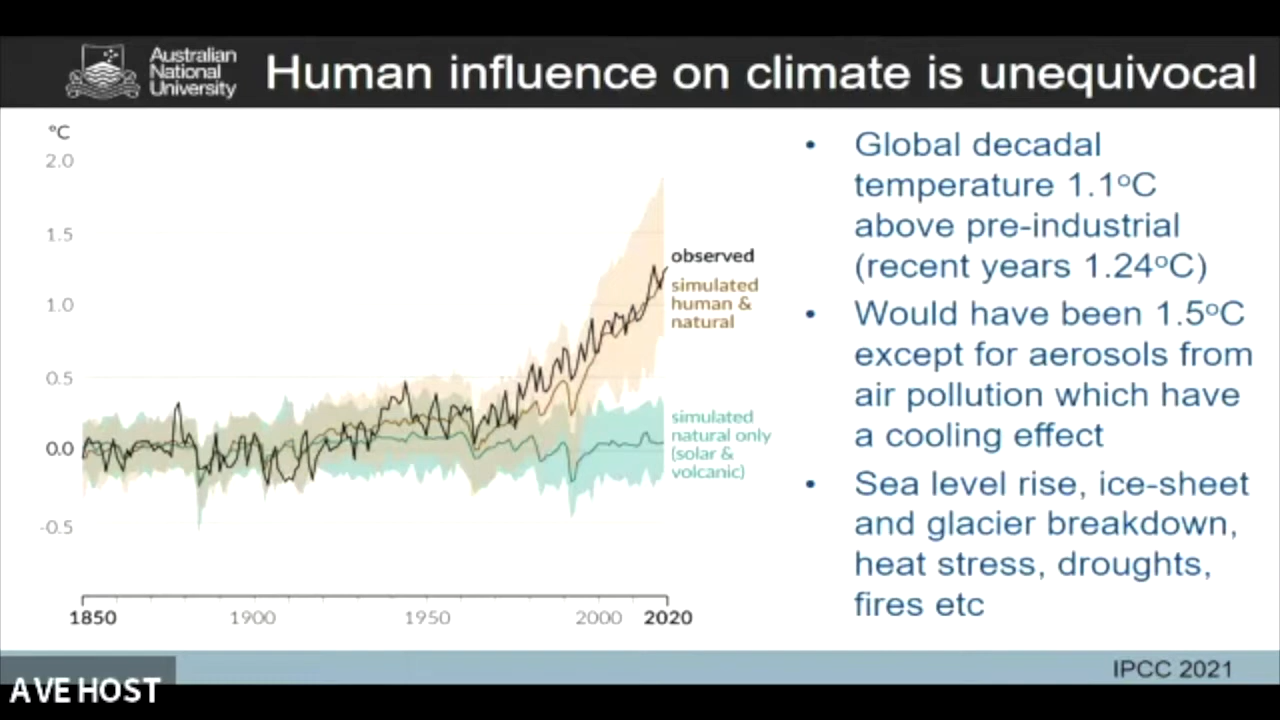 Australian
National
University
Human influence on climate is unequivocal
°C
2.0
1.5
1.0
0.5
0.0
-0.5
1850
1900
1950
2000
2020
observed
simulated
human &
natural
simulated
natural only
(solar &
volcanic)
• Global decadal
temperature 1.1°C
above pre-industrial
(recent years 1.24°C)
• Would have been 1.5°C
except for aerosols from
air pollution which have
a cooling effect
• Sea level rise, ice-sheet
and glacier breakdown,
heat stress, droughts,
fires etc
IPCC 2021
AVE HOST